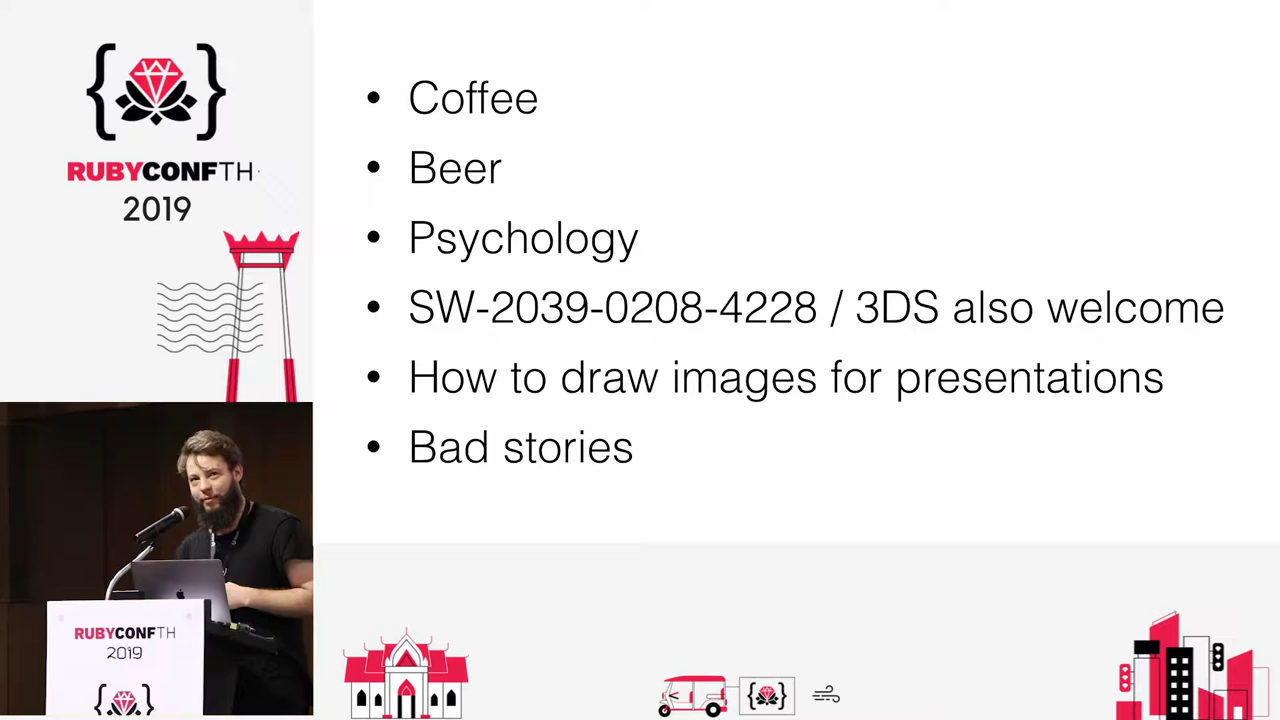 RUBYCONFTH
2019
• Coffee
• Beer
• Psychology
• SW-2039-0208-4228 / 3DS also welcome
• How to draw images for presentations
• Bad stories
RUBYCONFTH
2019